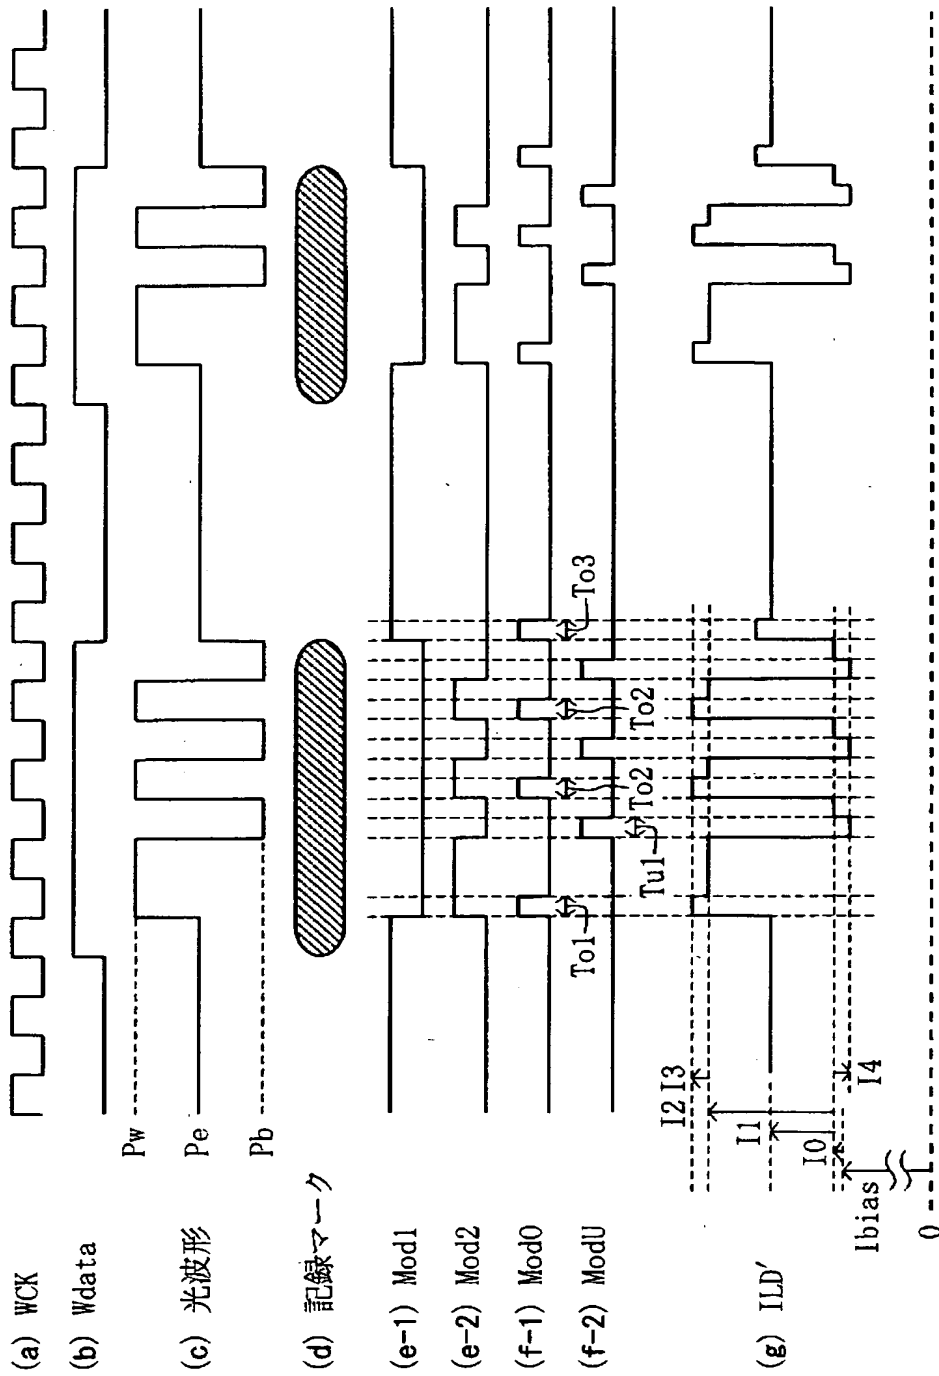 (a) WCK
(b) Wdata
Pw
(c) 光波形
Pe
Pb
(d) 記録マーク
(e-1) Mod1
(e-2) Mod2
(f-1) ModO
(f-2) ModU
To1
Tu1
To2
To2
To3
(g) ILD′
I2 I3
I1
I0
I4
Ibias
0